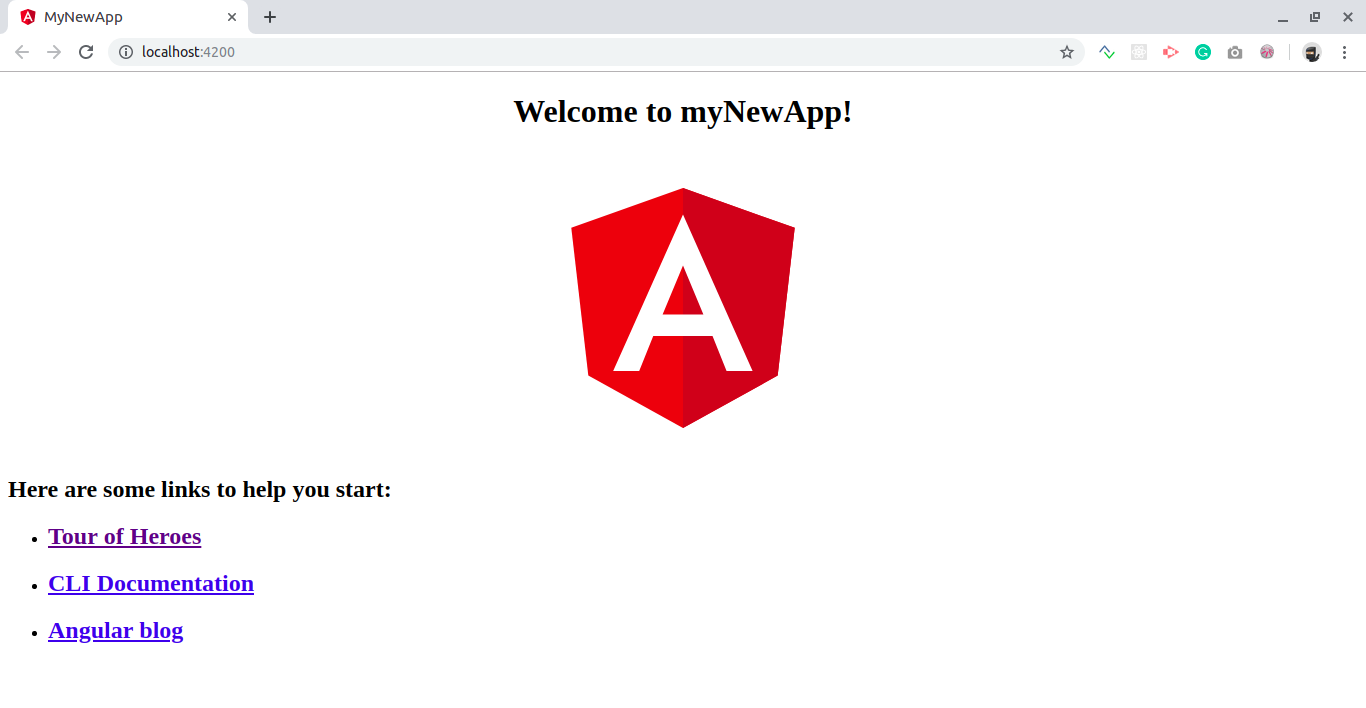 MyNewApp
localhost:4200
Welcome to myNewApp!
A
Here are some links to help you start:
Tour of Heroes
CLI Documentation
Angular blog